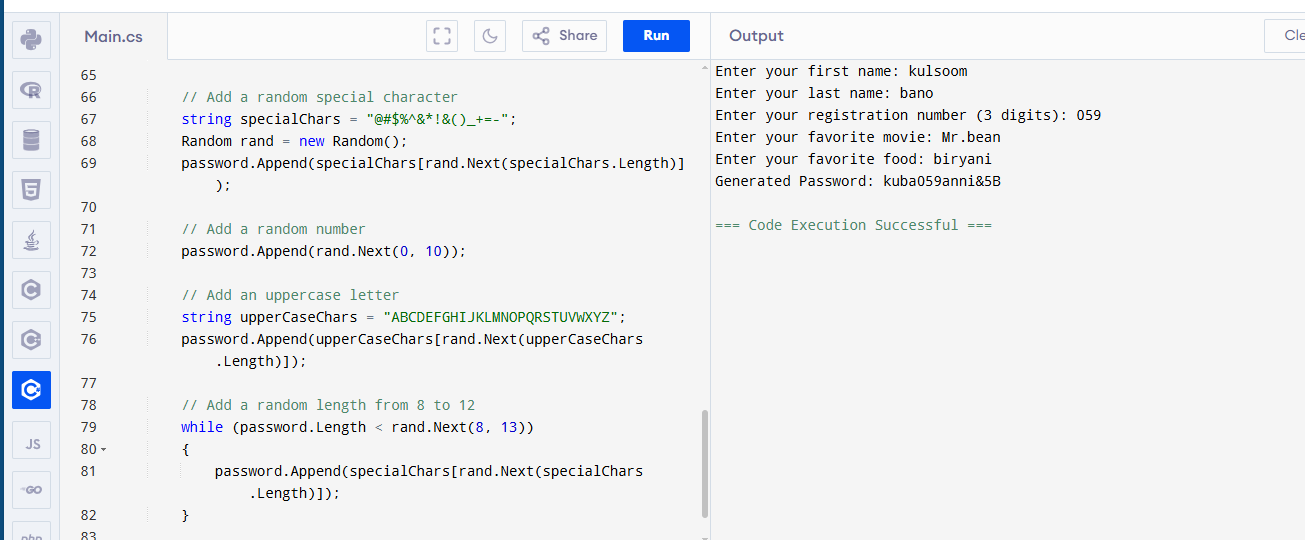 Main.cs
Share
Run
Output
Cle
65
66 // Add a random special character
67 string specialChars = "@#$%^&*!&()_+=-";
68 Random rand = new Random();
69 password.Append(specialChars[rand.Next(specialChars.Length)]
);
70
71 // Add a random number
72 password.Append(rand.Next(0, 10));
73
74 // Add an uppercase letter
75 string upperCaseChars = "ABCDEFGHIJKLMNOPQRSTUVWXYZ";
76 password.Append(upperCaseChars[rand.Next(upperCaseChars
.Length)]);
77
78 // Add a random length from 8 to 12
79 while (password.Length < rand.Next(8, 13))
80 {
81 password.Append(specialChars[rand.Next(specialChars
.Length)]);
82 }
83
Enter your first name: kulsoom
Enter your last name: bano
Enter your registration number (3 digits): 059
Enter your favorite movie: Mr.bean
Enter your favorite food: biryani
Generated Password: kuba059anni&5B
=== Code Execution Successful ===
R
5
C
C
C
JS
GO
php